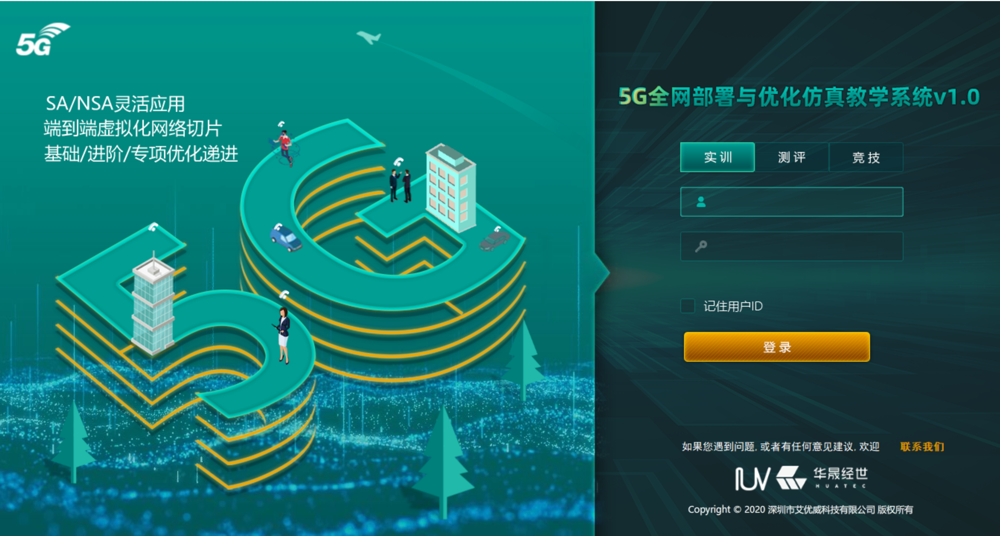 5G
SA/NSA灵活应用
端到端虚拟化网络切片
基础/进阶/专项优化递进
5G全网部署与优化仿真教学系统v1.0
实训 测评 竞技
记住用户ID
登录
如果您遇到问题, 或者有任何意见建议, 欢迎 联系我们
IUV 华晟经世
HUATEC
Copyright © 2020 深圳市艾优威科技有限公司 版权所有